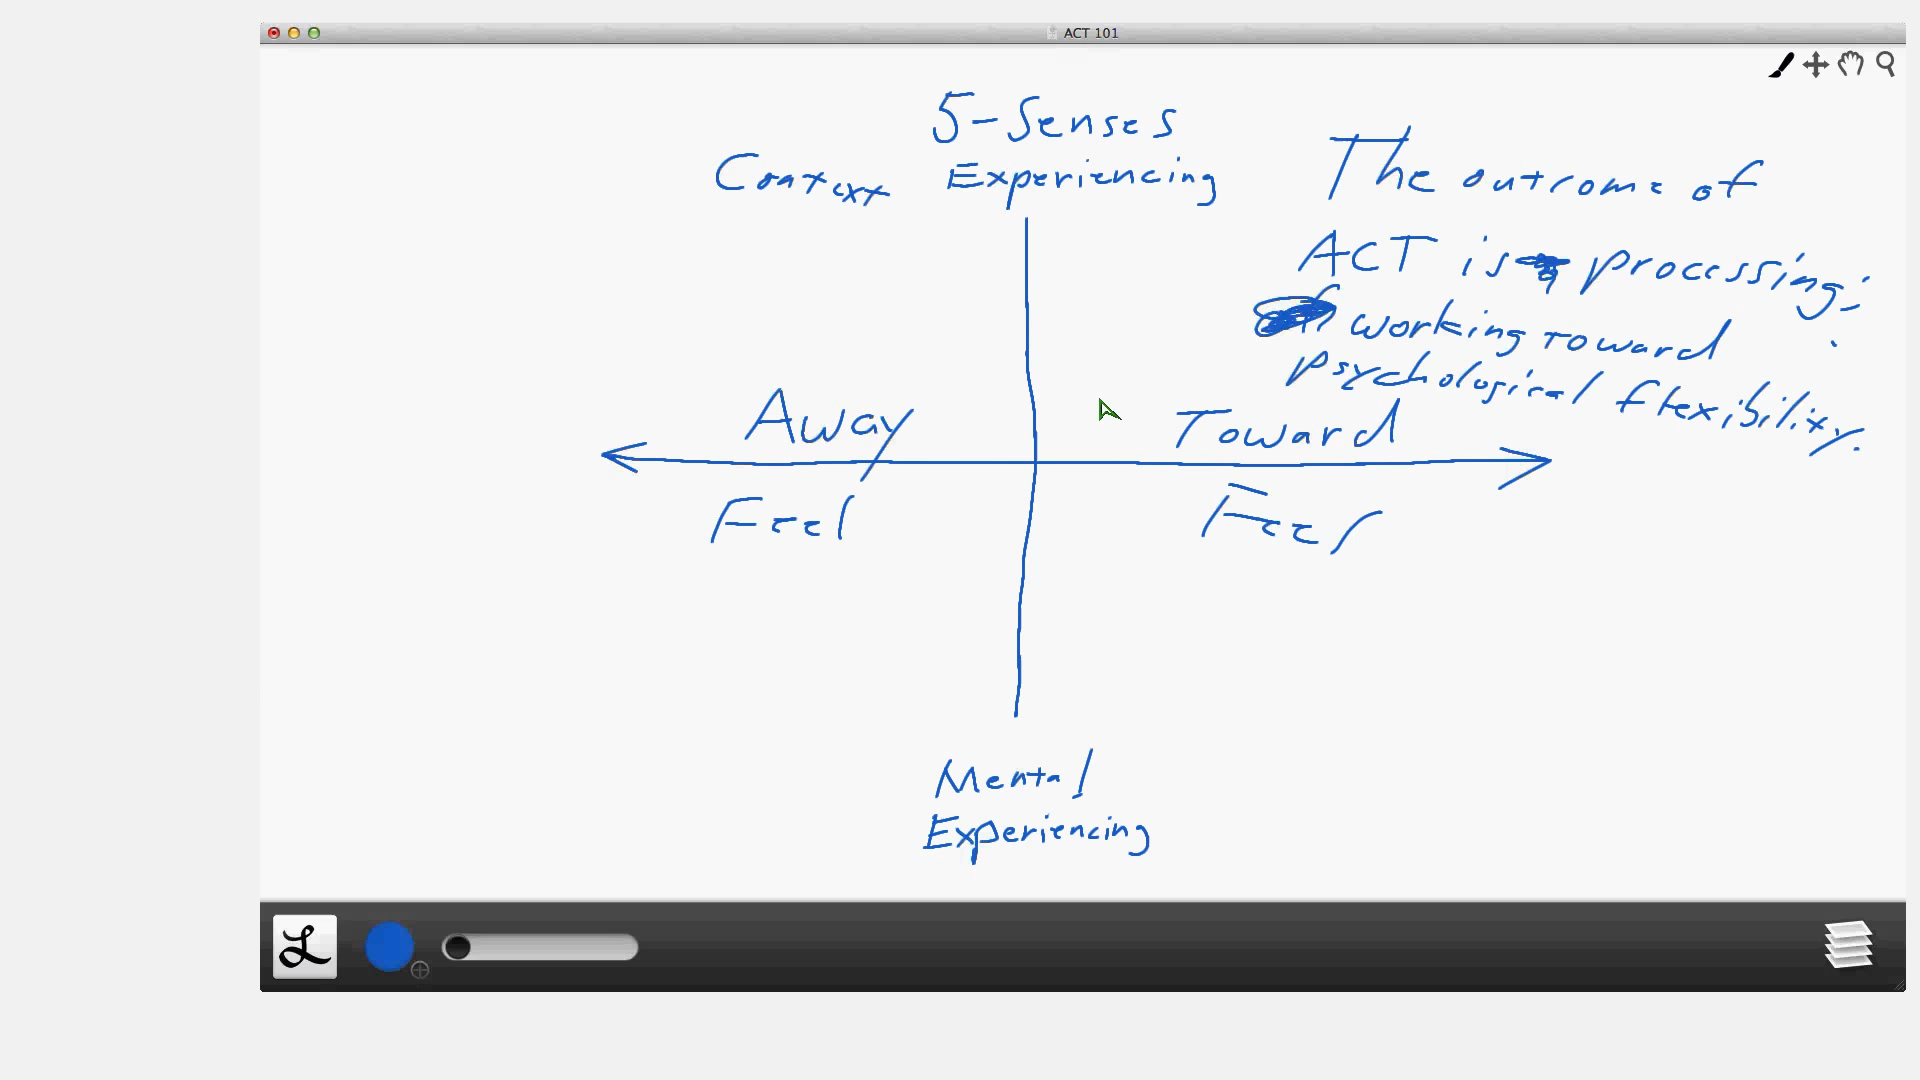 ACT 101
5-Senses
Context Experiencing
The outcome of
ACT is processing;
working toward
psychological flexibility.
Away
Toward
Feel
Feel
Mental
Experiencing
L